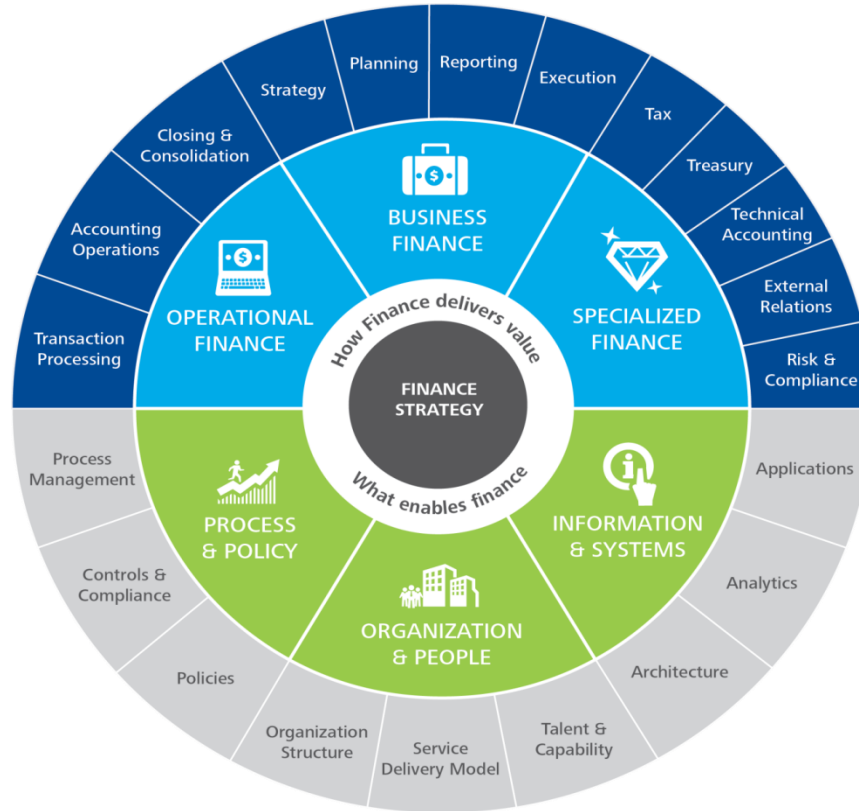 Planning
Reporting
Strategy
Execution
Tax
Closing &
Consolidation
Treasury
Accounting
Operations
Technical
Accounting
External
Relations
Transaction
Processing
Risk &
Compliance
BUSINESS
FINANCE
OPERATIONAL
FINANCE
SPECIALIZED
FINANCE
How Finance delivers value
FINANCE
STRATEGY
What enables finance
PROCESS
& POLICY
INFORMATION
& SYSTEMS
ORGANIZATION
& PEOPLE
Process
Management
Applications
Controls &
Compliance
Analytics
Policies
Architecture
Organization
Structure
Service
Delivery Model
Talent &
Capability